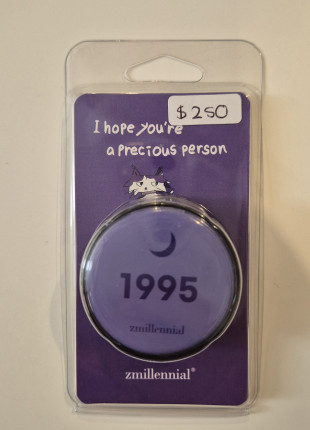 $250
I hope you're
a precious person
1995
zmillennial
zmillennial®